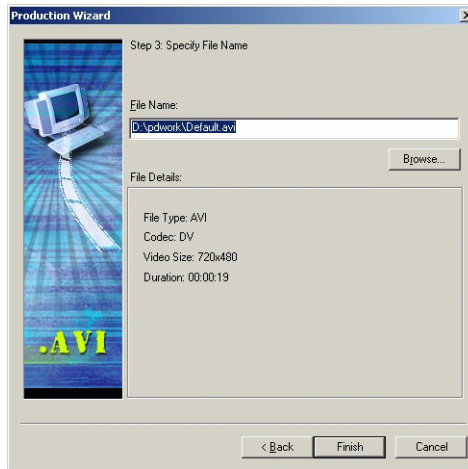 Production Wizard
Step 3: Specify File Name
File Name:
D:\pdwork\Default.avi
Browse...
File Details:
File Type: AVI
Codec: DV
Video Size: 720x480
Duration: 00:00:19
.AVI
< Back
Finish
Cancel